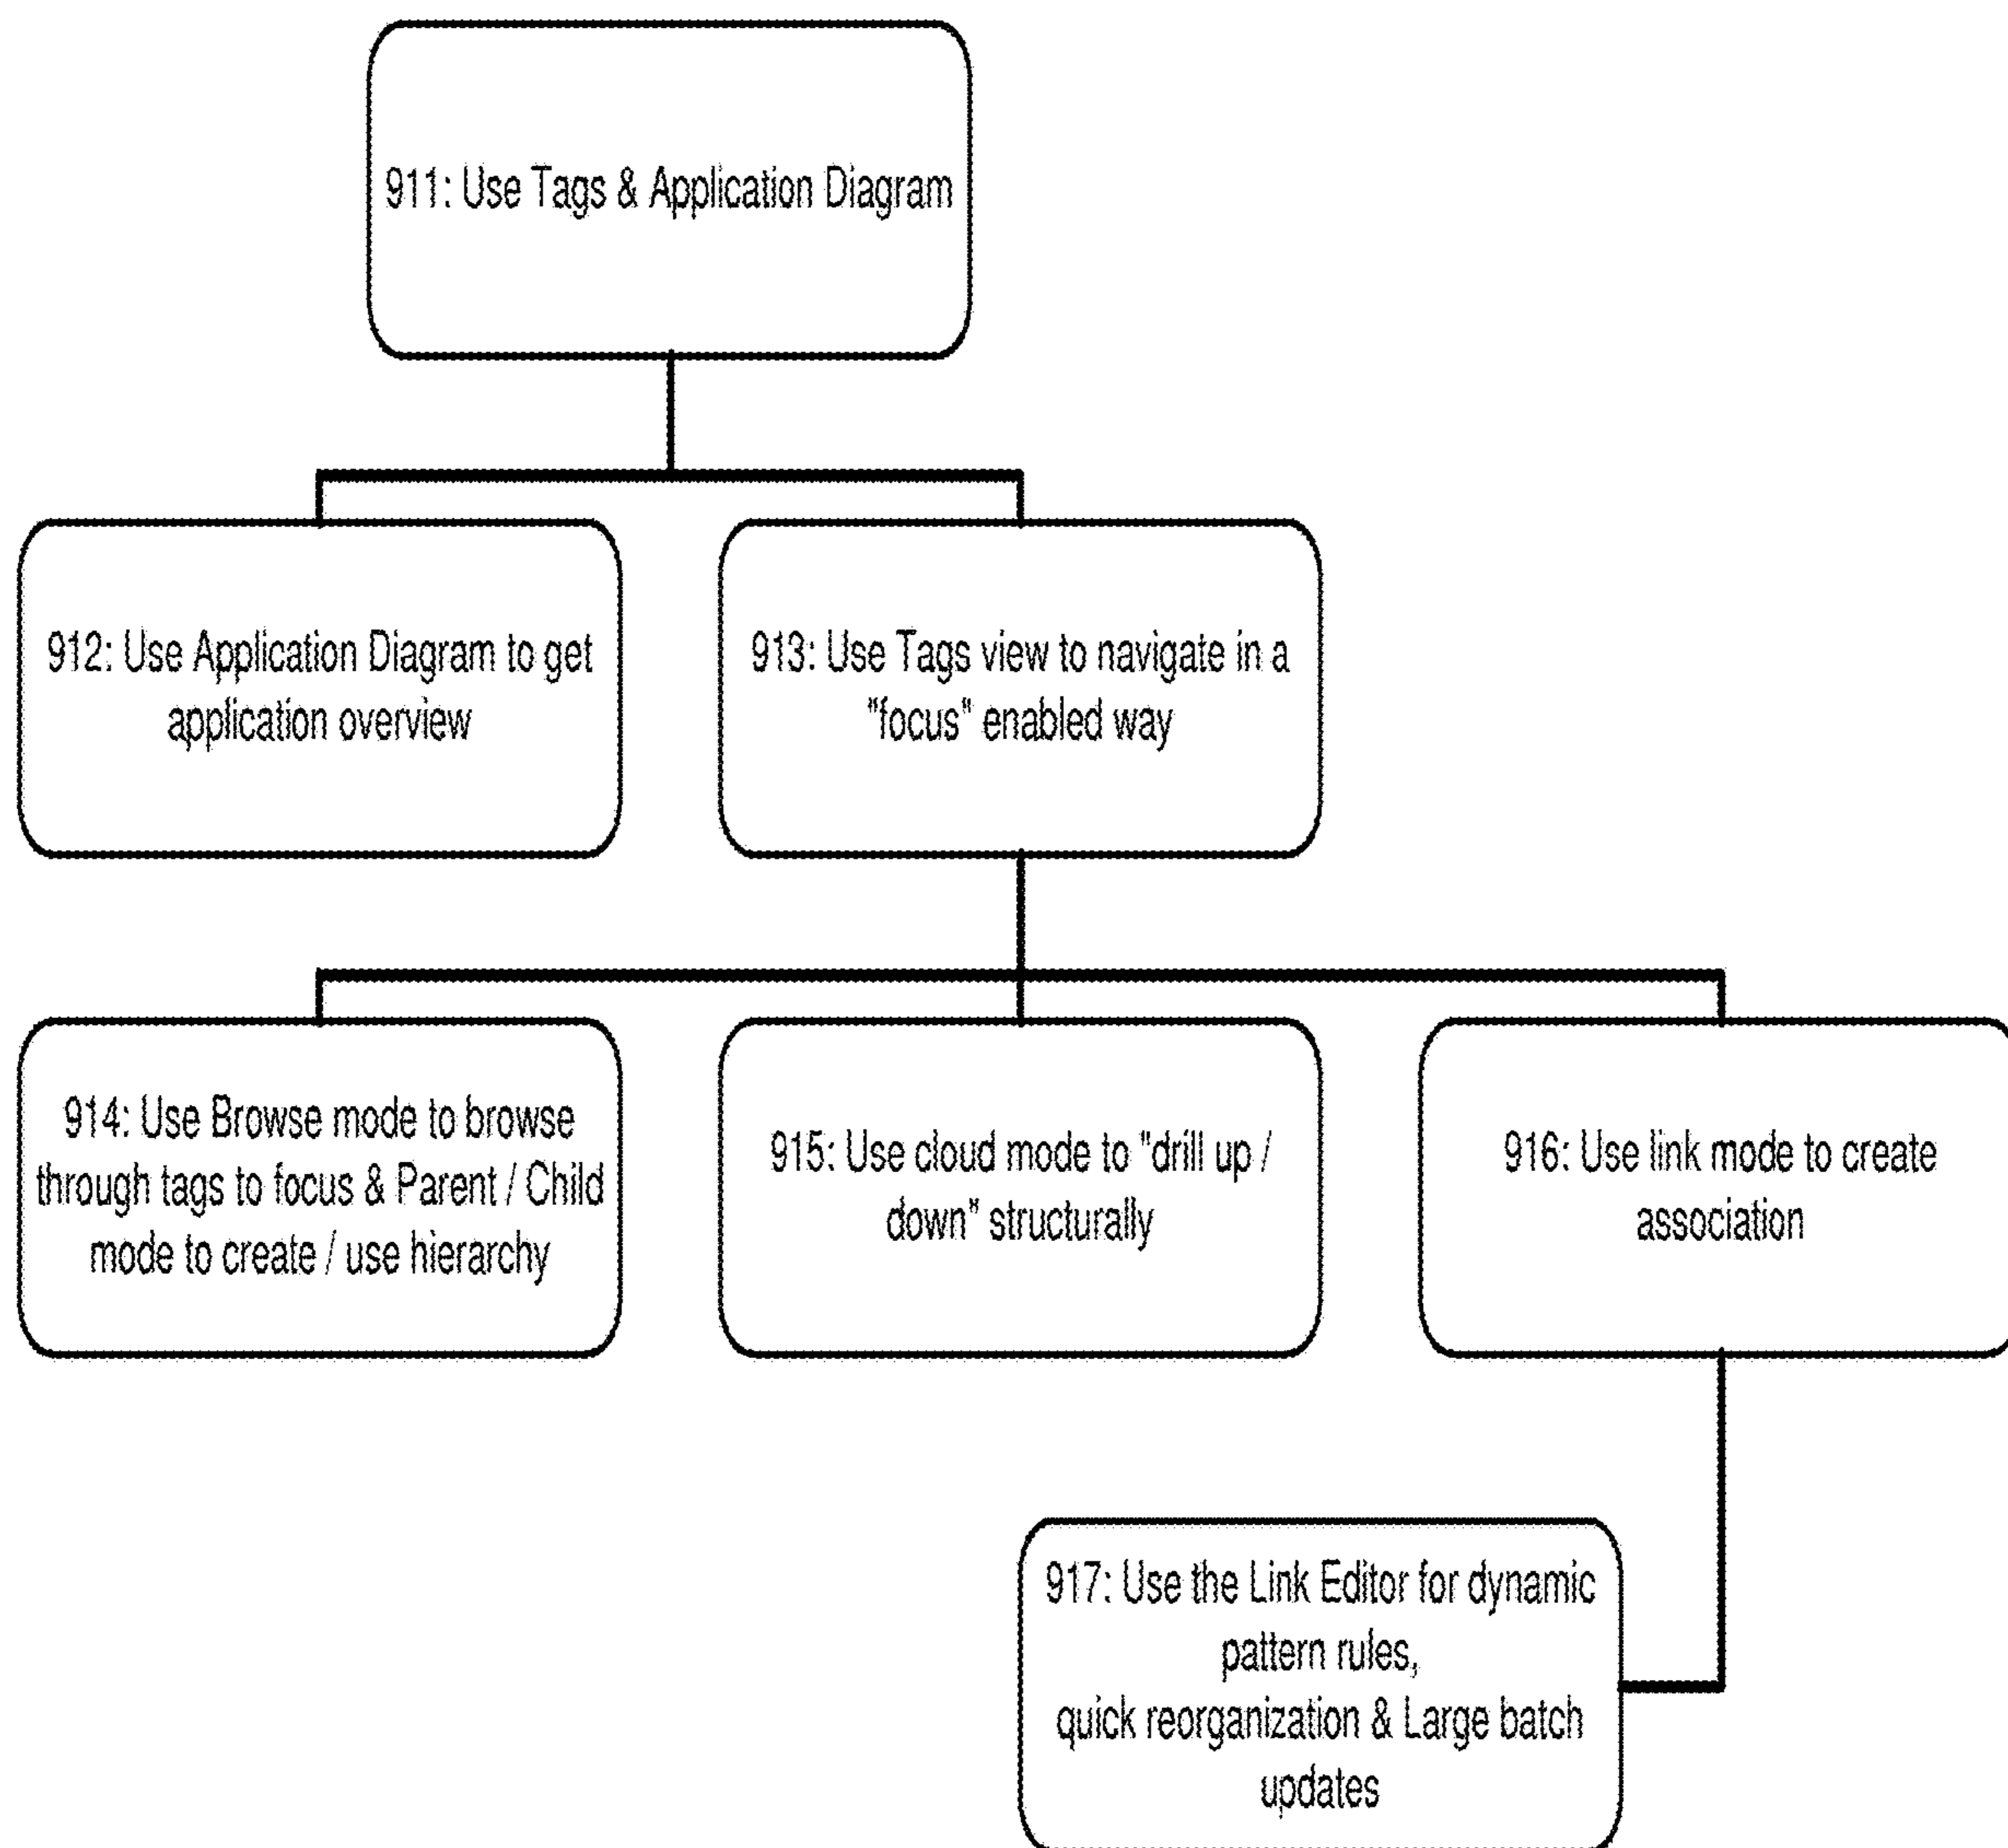 911: Use Tags & Application Diagram
912: Use Application Diagram to get
application overview
913: Use Tags view to navigate in a
"focus" enabled way
914: Use Browse mode to browse
through tags to focus & Parent / Child
mode to create / use hierarchy
915: Use cloud mode to "drill up /
down" structurally
916: Use link mode to create
association
917: Use the Link Editor for dynamic
pattern rules,
quick reorganization & Large batch
updates